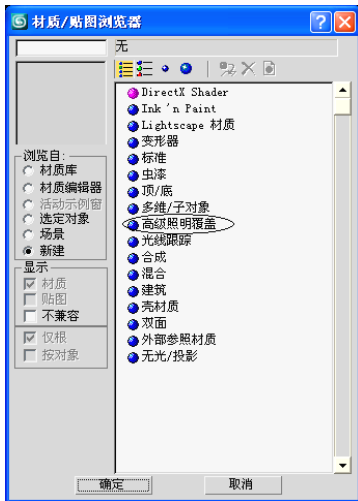 材质/贴图浏览器
无
DirectX Shader
Ink 'n Paint
Lightscape 材质
变形器
标准
虫漆
顶/底
多维/子对象
高级照明覆盖
光线跟踪
合成
混合
建筑
壳材质
双面
外部参照材质
无光/投影
浏览自:
材质库
材质编辑器
活动示例窗
选定对象
场景
新建
显示
材质
贴图
不兼容
仅根
按对象
确定
取消